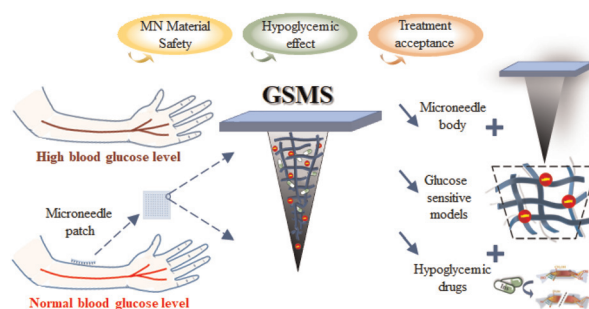 MN Material
Safety
Hypoglycemic
effect
Treatment
acceptance
GSMS
High blood glucose level
Microneedle
patch
Normal blood glucose level
Microneedle
body
Glucose
sensitive
models
Hypoglycemic
drugs